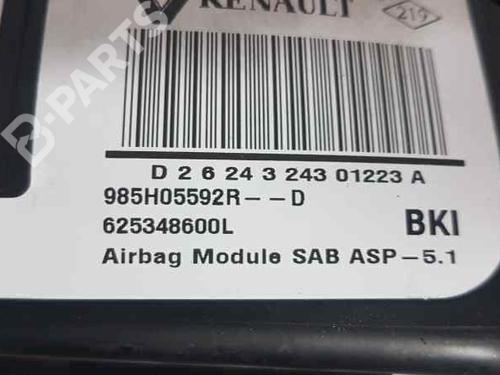 RENAULT
219
B-PARTS
D 2 6 24 3 243 01223 A
985H05592R--D
625348600L
BKI
Airbag Module SAB ASP-5.1